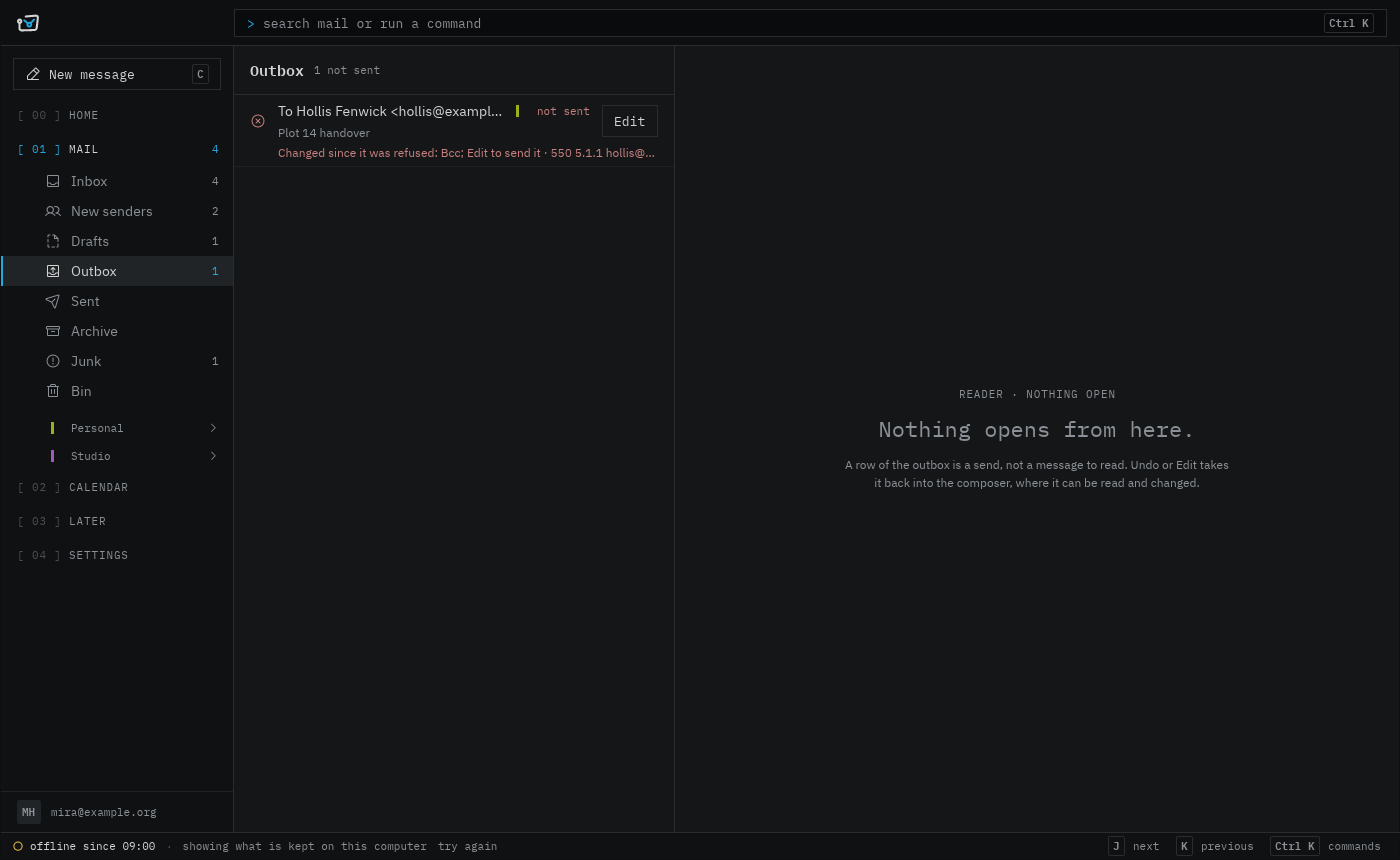 > search mail or run a command Ctrl K
New message C
[ 00 ] HOME
[ 01 ] MAIL 4
Inbox 4
New senders 2
Drafts 1
Outbox 1
Sent
Archive
Junk 1
Bin
Personal
Studio
[ 02 ] CALENDAR
[ 03 ] LATER
[ 04 ] SETTINGS
MH mira@example.org
Outbox 1 not sent
To Hollis Fenwick <hollis@exampl... not sent Edit
Plot 14 handover
Changed since it was refused: Bcc; Edit to send it · 550 5.1.1 hollis@...
READER · NOTHING OPEN
Nothing opens from here.
A row of the outbox is a send, not a message to read. Undo or Edit takes
it back into the composer, where it can be read and changed.
offline since 09:00 · showing what is kept on this computer try again J next K previous Ctrl K commands